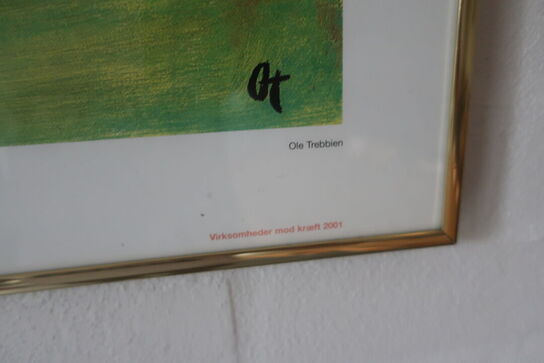 OT
Ole Trebbien
Virksomheder mod kræft 2001